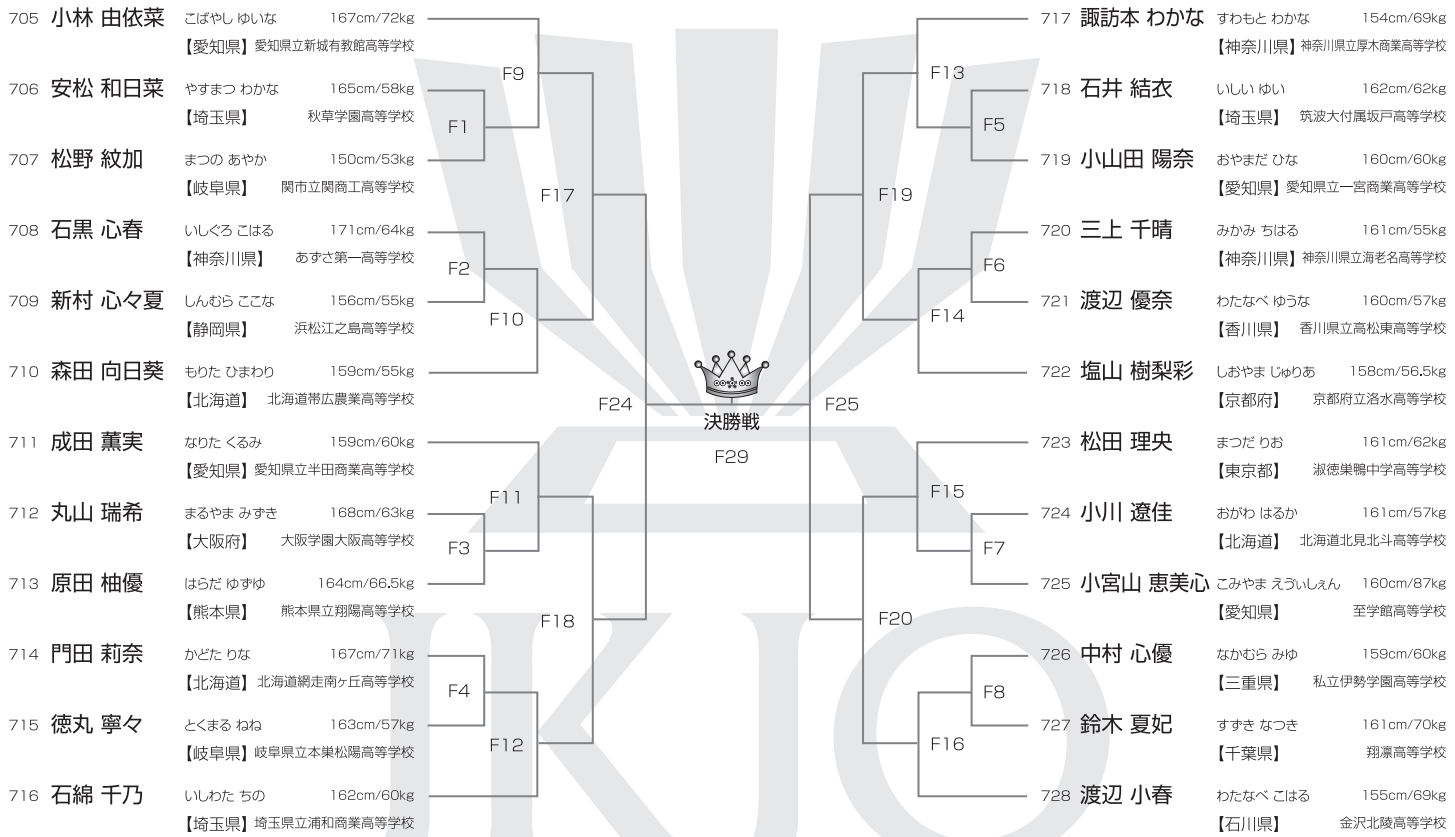 705 小林 由依菜 こばやし ゆいな 167cm/72kg
【愛知県】 愛知県立新城有教館高等学校
706 安松 和日菜 やすまつ わかな 165cm/58kg
【埼玉県】 秋草学園高等学校
707 松野 紋加 まつの あやか 150cm/53kg
【岐阜県】 関市立関商工高等学校
708 石黒 心春 いしぐろ こはる 171cm/64kg
【神奈川県】 あずさ第一高等学校
709 新村 心々夏 しんむら ここな 156cm/55kg
【静岡県】 浜松江之島高等学校
710 森田 向日葵 もりた ひまわり 159cm/55kg
【北海道】 北海道帯広農業高等学校
711 成田 薫実 なりた くるみ 159cm/60kg
【愛知県】 愛知県立半田商業高等学校
712 丸山 瑞希 まるやま みずき 168cm/63kg
【大阪府】 大阪学園大阪高等学校
713 原田 柚優 はらだ ゆずゆ 164cm/66.5kg
【熊本県】 熊本県立翔陽高等学校
714 門田 莉奈 かどた りな 167cm/71kg
【北海道】 北海道網走南ヶ丘高等学校
715 徳丸 寧々 とくまる ねね 163cm/57kg
【岐阜県】 岐阜県立本巣松陽高等学校
716 石綿 千乃 いしわた ちの 162cm/60kg
【埼玉県】 埼玉県立浦和商業高等学校
F9
F1
F17
F2
F10
F24
F11
F3
F18
F4
F12
決勝戦
F29
F13
F5
F19
F6
F14
F25
F15
F7
F20
F8
F16
717 諏訪本 わかな すわもと わかな 154cm/69kg
【神奈川県】 神奈川県立厚木商業高等学校
718 石井 結衣 いしい ゆい 162cm/62kg
【埼玉県】 筑波大付属坂戸高等学校
719 小山田 陽奈 おやまだ ひな 160cm/60kg
【愛知県】 愛知県立一宮商業高等学校
720 三上 千晴 みかみ ちはる 161cm/55kg
【神奈川県】 神奈川県立海老名高等学校
721 渡辺 優奈 わたなべ ゆうな 160cm/57kg
【香川県】 香川県立高松東高等学校
722 塩山 樹梨彩 しおやま じゅりあ 158cm/56.5kg
【京都府】 京都府立洛水高等学校
723 松田 理央 まつだ りお 161cm/62kg
【東京都】 淑徳巣鴨中学高等学校
724 小川 遼佳 おがわ はるか 161cm/57kg
【北海道】 北海道北見北斗高等学校
725 小宮山 恵美心 こみやま えゔぃしぇん 160cm/87kg
【愛知県】 至学館高等学校
726 中村 心優 なかむら みゆ 159cm/60kg
【三重県】 私立伊勢学園高等学校
727 鈴木 夏妃 すずき なつき 161cm/70kg
【千葉県】 翔凜高等学校
728 渡辺 小春 わたなべ こはる 155cm/69kg
【石川県】 金沢北陵高等学校
JKJO